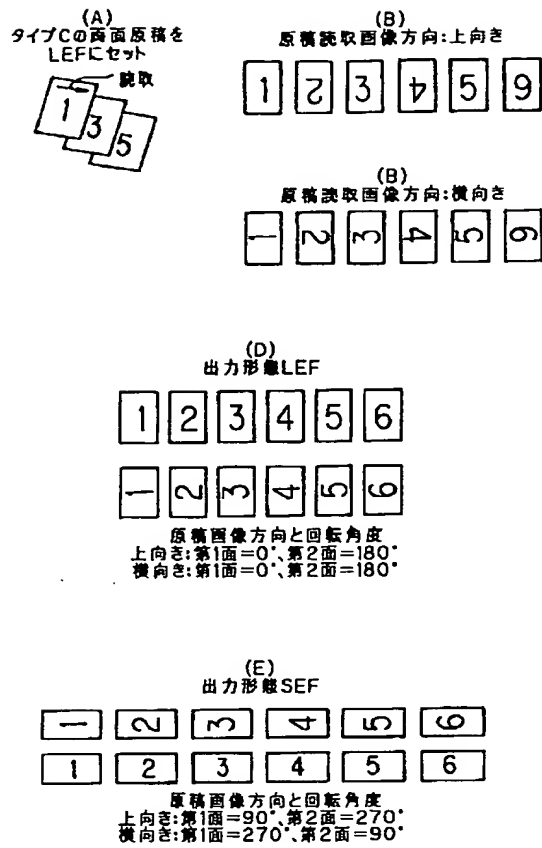 (A)
タイプCの両面原稿を
LEFにセット
読取
1
3
5
(B)
原稿読取画像方向:上向き
1 2 3 4 5 6
(B)
原稿読取画像方向:横向き
1 2 3 4 5 6
(D)
出力形態LEF
1 2 3 4 5 6
1 2 3 4 5 6
原稿画像方向と回転角度
上向き:第1面=0°、第2面=180°
横向き:第1面=0°、第2面=180°
(E)
出力形態SEF
1 2 3 4 5 6
1 2 3 4 5 6
原稿画像方向と回転角度
上向き:第1面=90°、第2面=270°
横向き:第1面=270°、第2面=90°